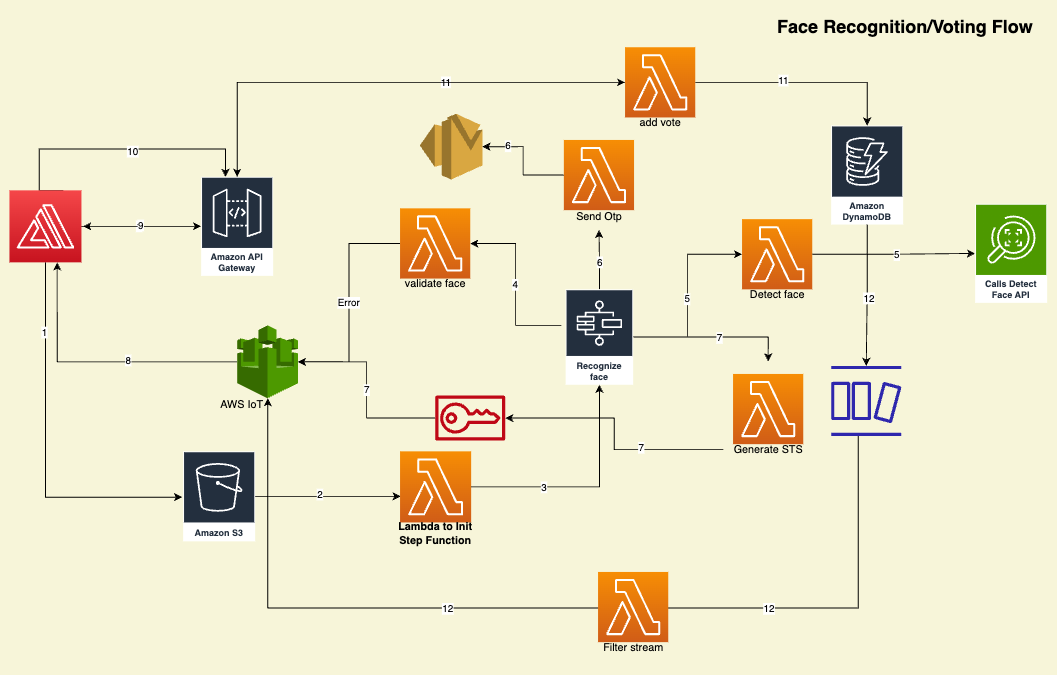 Face Recognition/Voting Flow
11
11
add vote
10
6
Send Otp
Amazon
DynamoDB
9
Amazon API
Gateway
validate face
6
4
5
Detect face
5
Calls Detect
Face API
Error
12
1
7
8
Recognize
face
7
AWS IoT
7
Generate STS
2
3
Amazon S3
Lambda to Init
Step Function
12
12
Filter stream